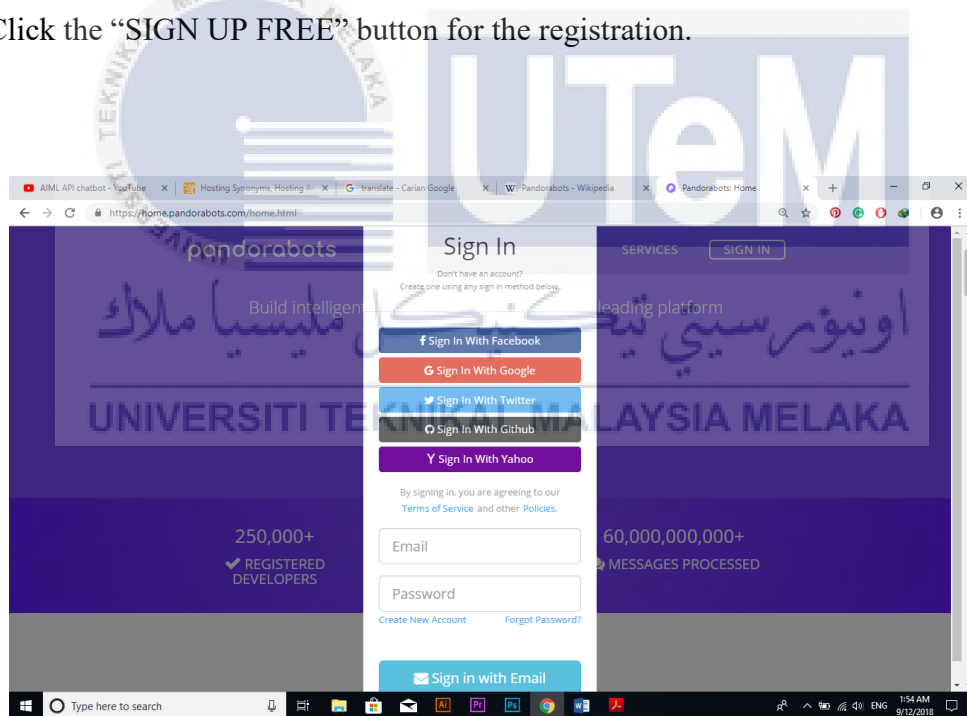 Click the “SIGN UP FREE” button for the registration.
UTeM
AIML API chatbot - YouTube
Hosting Synonyms, Hosting A
translate - Carian Google
Pandorabots - Wikipedia
Pandorabots: Home
https://home.pandorabots.com/home.html
pandorabots
SERVICES
SIGN IN
Sign In
Don't have an account?
Create one using any sign in method below.
Build intelligent
leading platform
Sign In With Facebook
Sign In With Google
Sign In With Twitter
Sign In With Github
Sign In With Yahoo
اونيۏرسيتي تيكنيكل مليسيا ملاك
UNIVERSITI TEKNIKAL MALAYSIA MELAKA
By signing in, you are agreeing to our
Terms of Service and other Policies.
250,000+
REGISTERED
DEVELOPERS
60,000,000,000+
MESSAGES PROCESSED
Email
Password
Create New Account
Forgot Password?
Sign in with Email
Type here to search
ENG
1:54 AM
9/12/2018